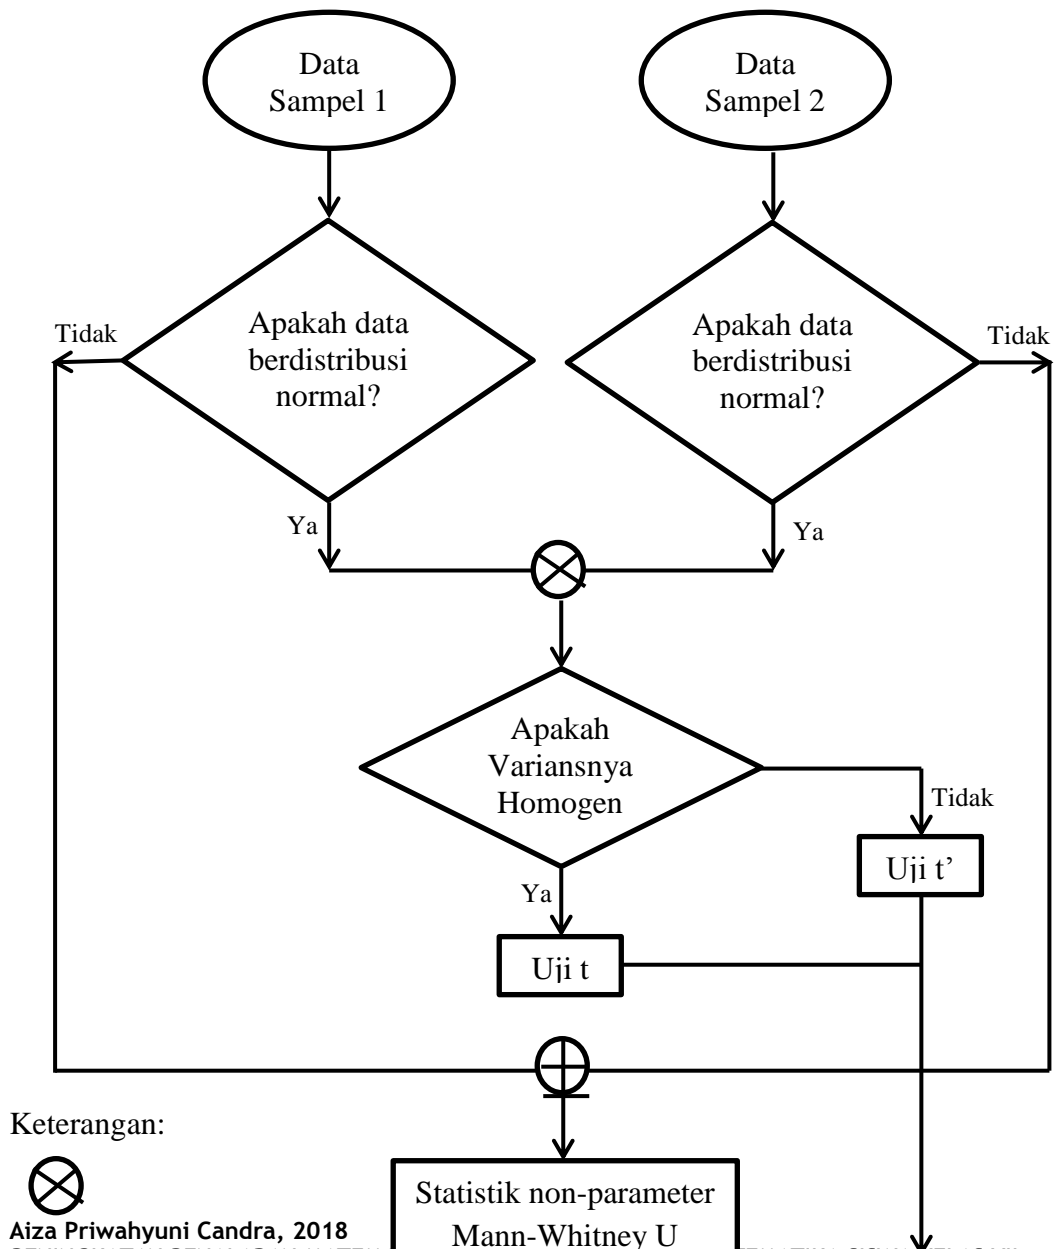 Data
Sampel 1
Data
Sampel 2
Apakah data
berdistribusi
normal?
Apakah data
berdistribusi
normal?
Tidak
Tidak
Ya
Ya
Apakah
Variansnya
Homogen
Tidak
Uji t’
Ya
Uji t
Keterangan:
Statistik non-parameter
Mann-Whitney U
Aiza Priwahyuni Candra, 2018